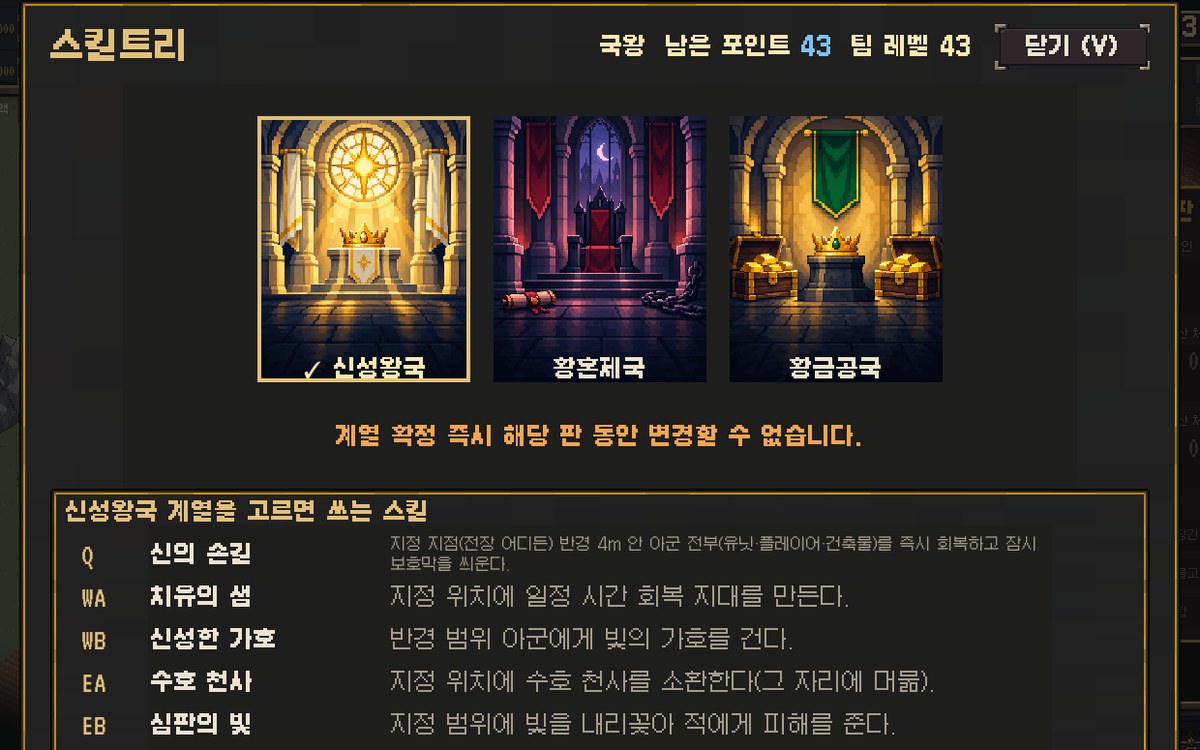 스킬트리
국왕 남은 포인트 43 팀 레벨 43 닫기 (V)
✓ 신성왕국
황혼제국
황금공국
계열 확정 즉시 해당 판 동안 변경할 수 없습니다.
신성왕국 계열을 고르면 쓰는 스킬
Q 신의 손길 지정 지점(전장 어디든) 반경 4m 안 아군 전부(유닛·플레이어·건축물)를 즉시 회복하고 잠시
보호막을 씌운다.
WA 치유의 샘 지정 위치에 일정 시간 회복 지대를 만든다.
WB 신성한 가호 반경 범위 아군에게 빛의 가호를 건다.
EA 수호 천사 지정 위치에 수호 천사를 소환한다(그 자리에 머묾).
EB 심판의 빛 지정 범위에 빛을 내리꽂아 적에게 피해를 준다.